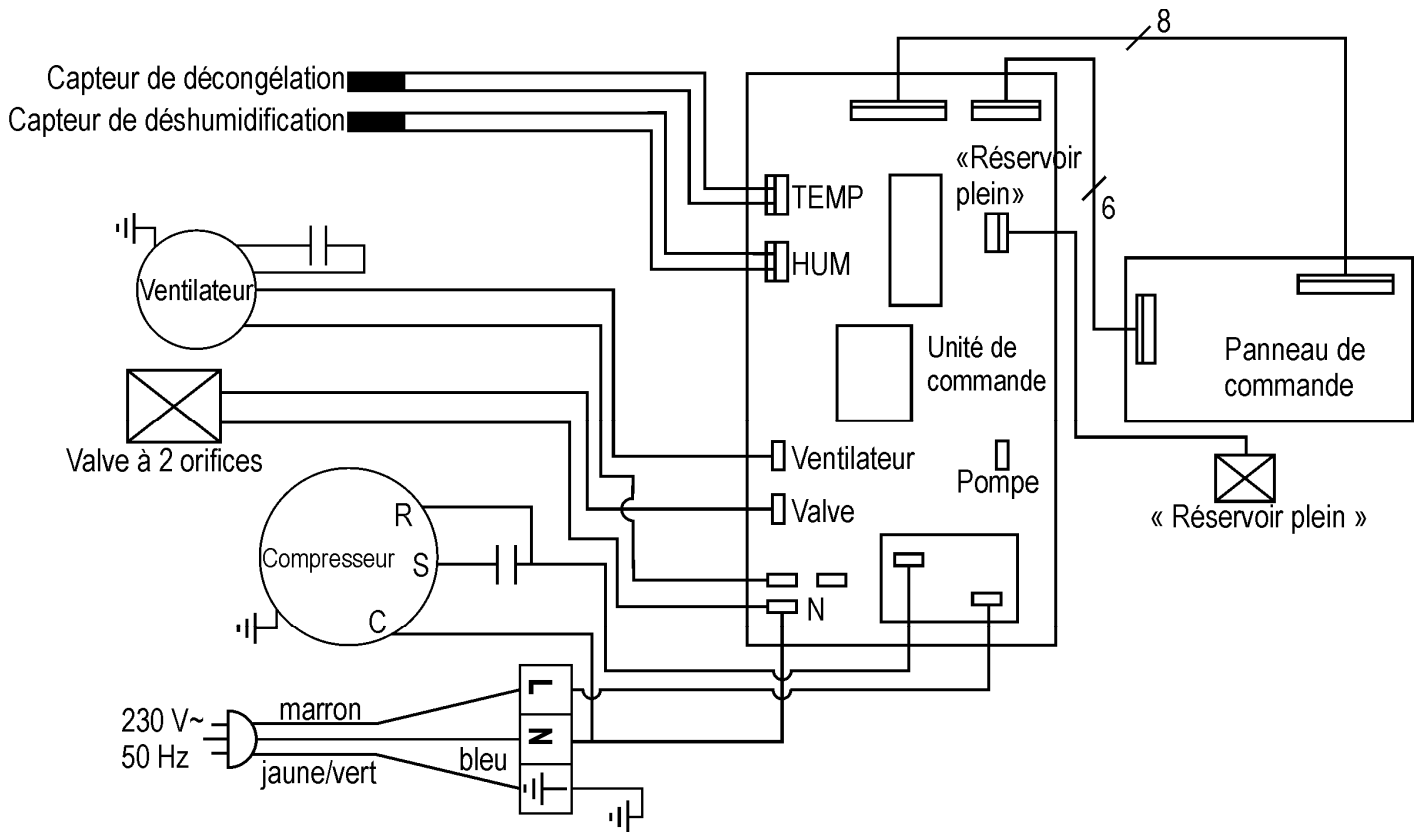 8
Capteur de décongélation
Capteur de déshumidification
«Réservoir
plein»
TEMP
6
HUM
Ventilateur
Unité de
commande
Panneau de
commande
Valve à 2 orifices
Ventilateur
Pompe
Valve
« Réservoir plein »
R
Compresseur
S
N
C
L
marron
230 V~
50 Hz
N
bleu
jaune/vert